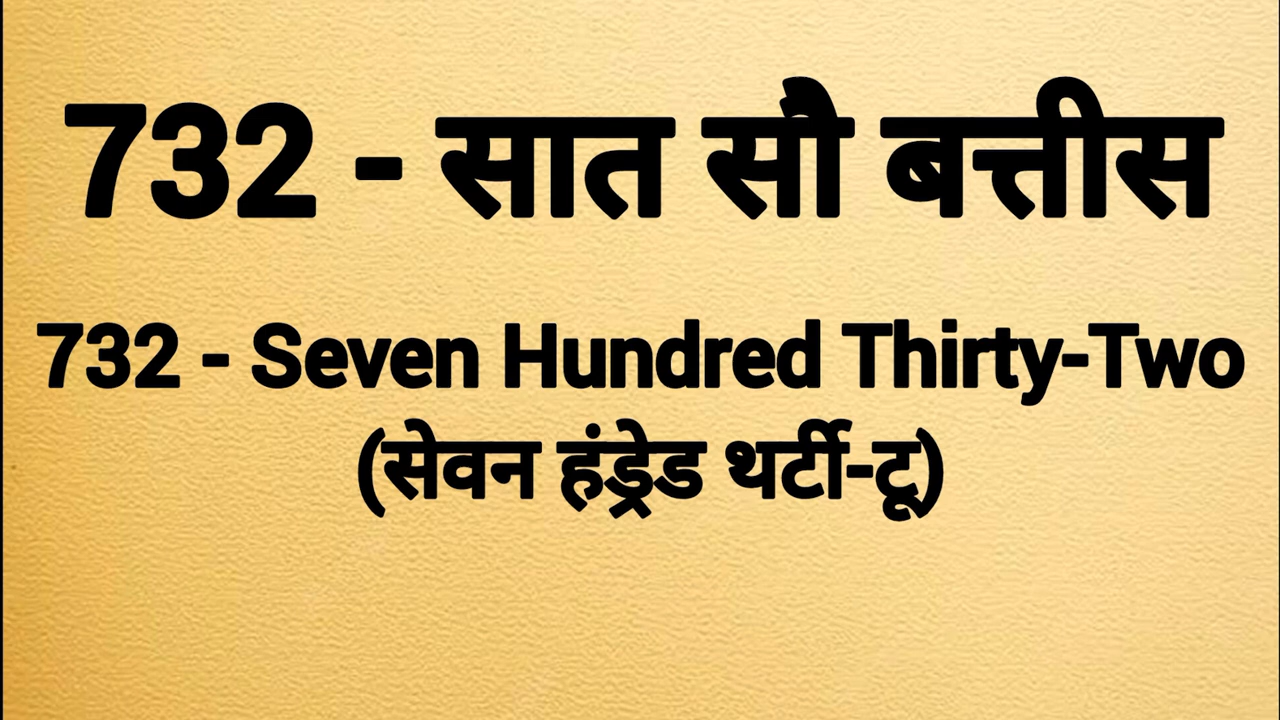 732 - सात सौ बत्तीस
732 - Seven Hundred Thirty-Two
(सेवन हंड्रेड थर्टी-टू)